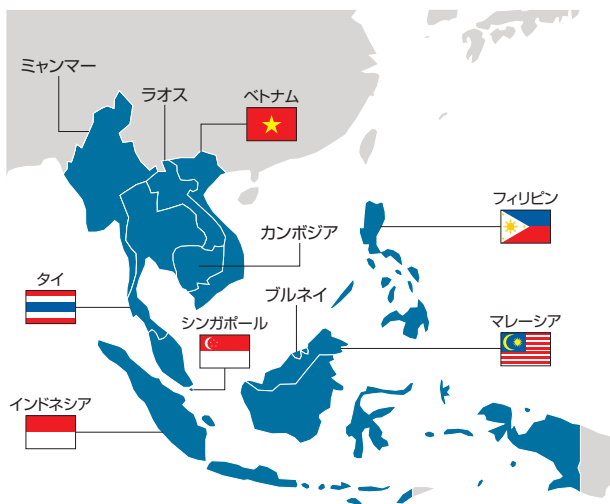 ミャンマー
ラオス
ベトナム
フィリピン
カンボジア
タイ
ブルネイ
シンガポール
マレーシア
インドネシア